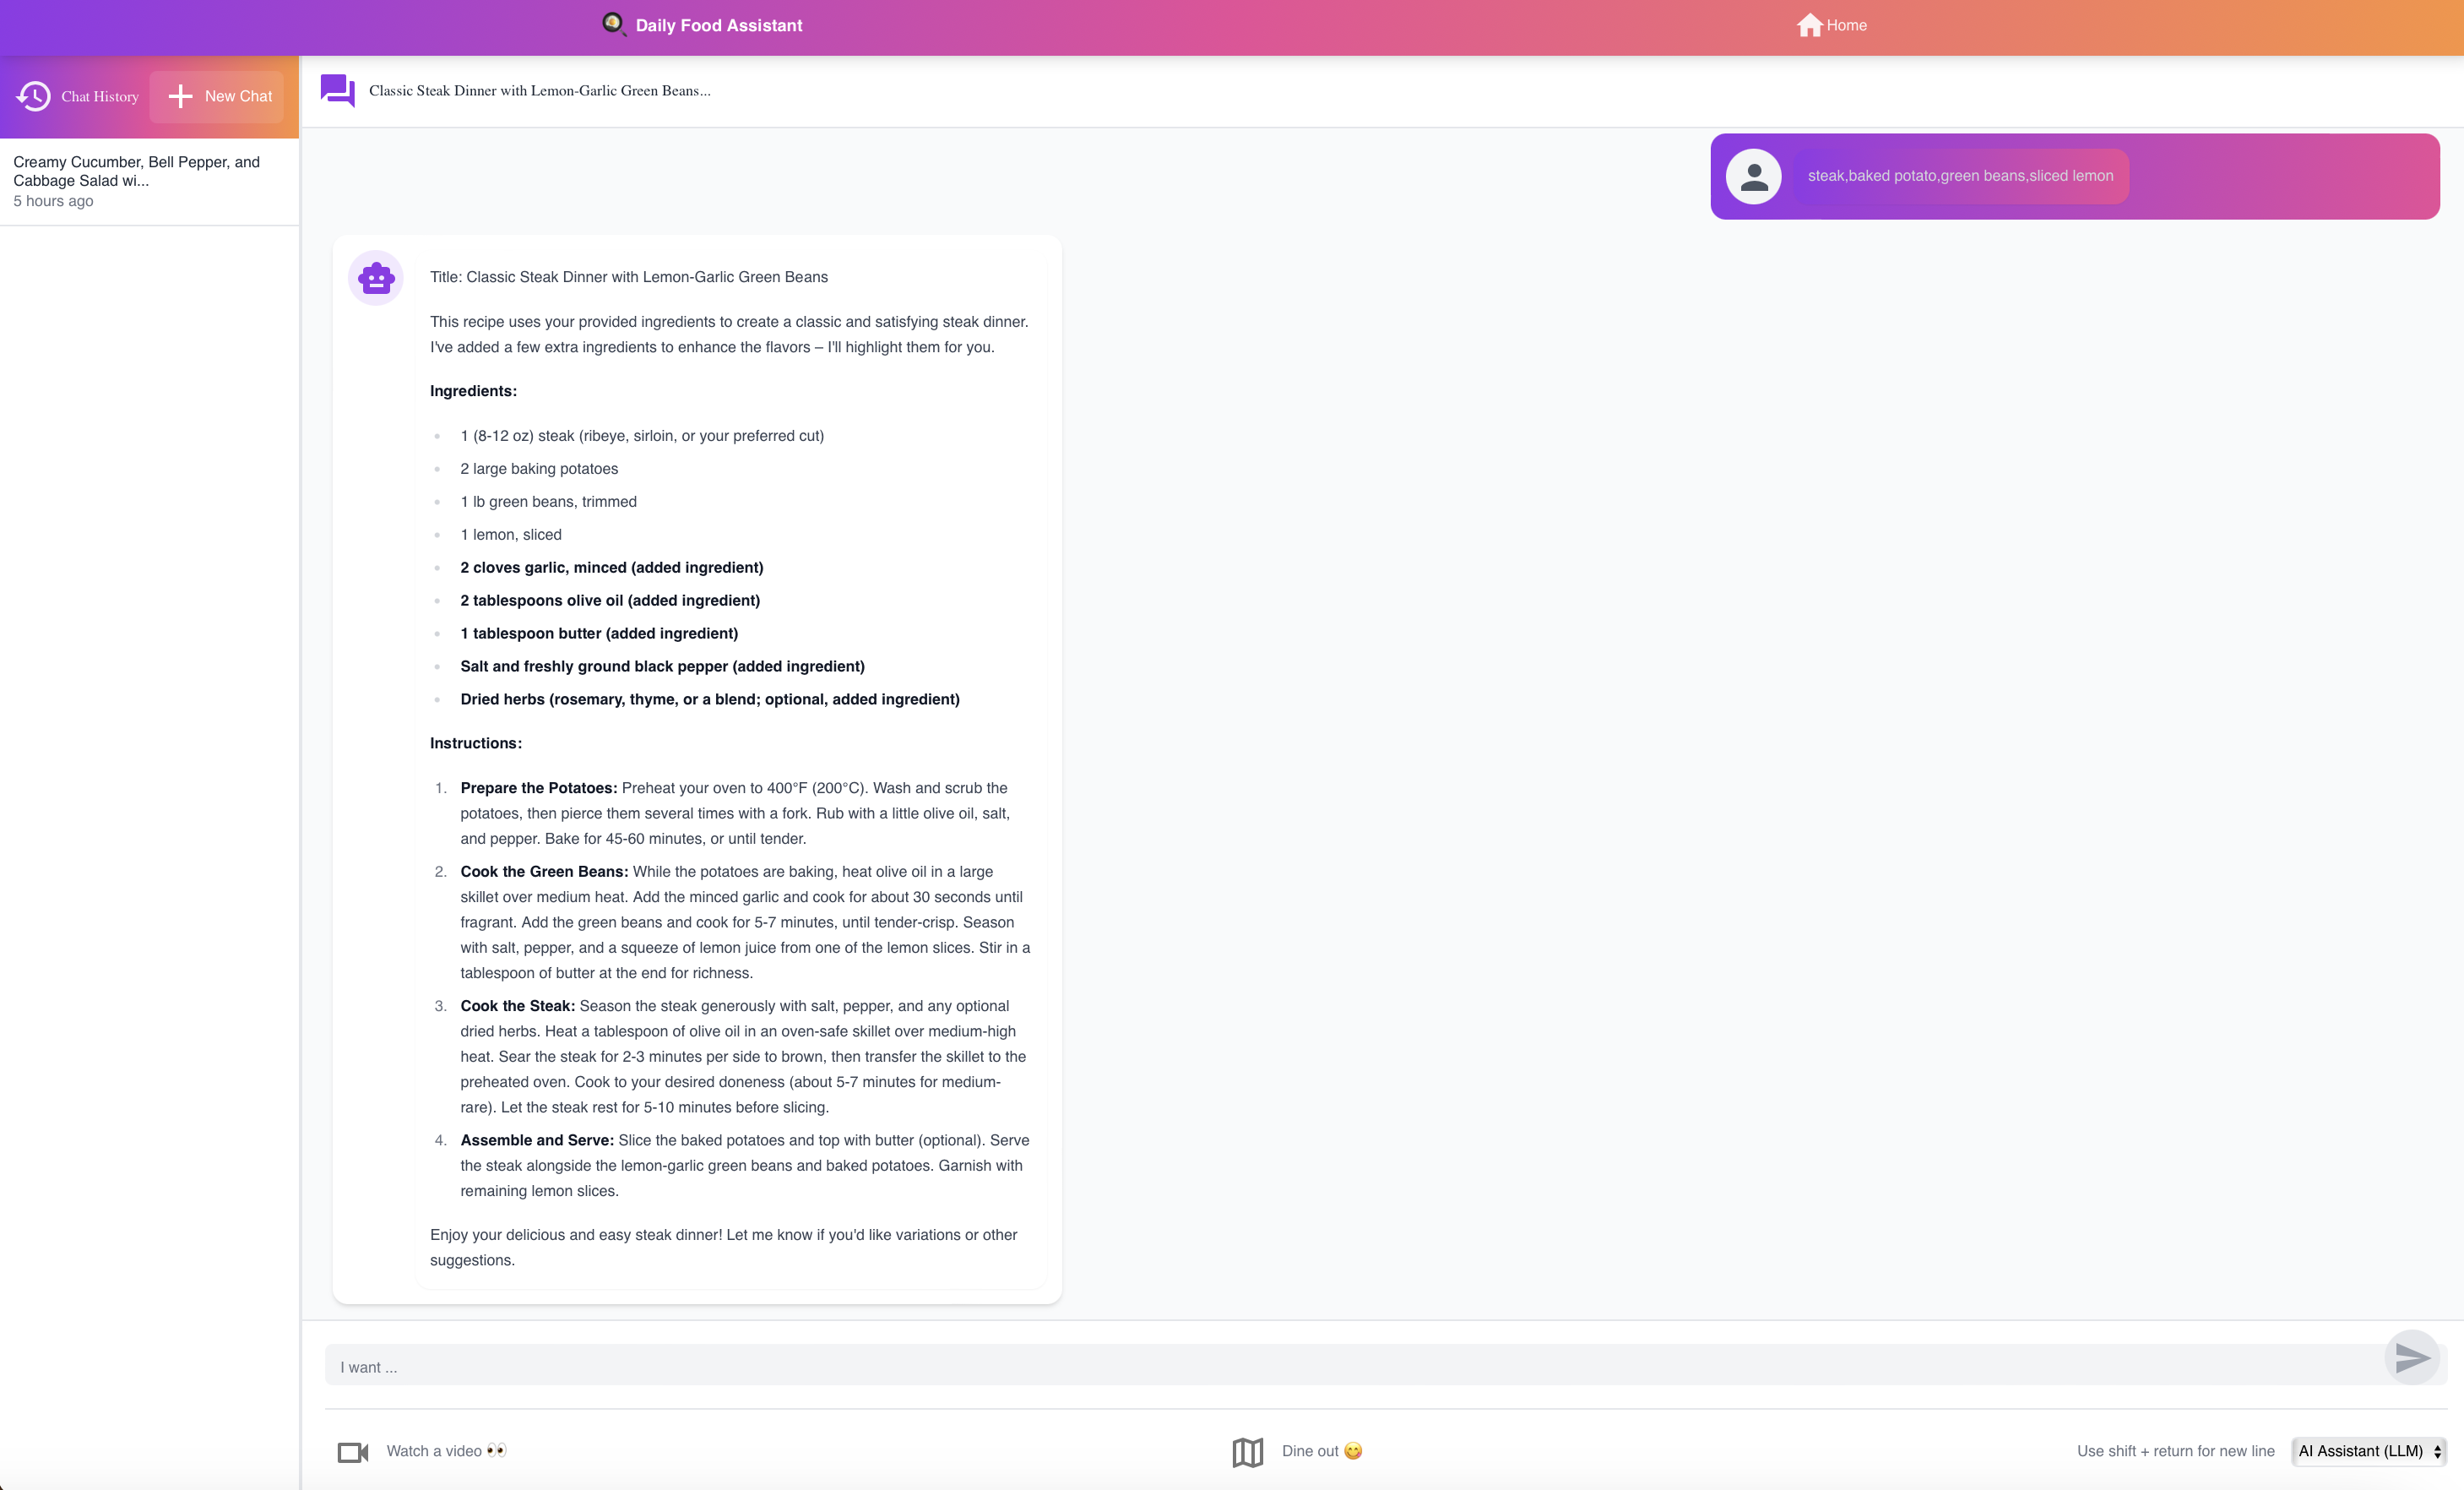 Daily Food Assistant
Home
Chat History
New Chat
Creamy Cucumber, Bell Pepper, and
Cabbage Salad wi...
5 hours ago
Classic Steak Dinner with Lemon-Garlic Green Beans...
steak,baked potato,green beans,sliced lemon
Title: Classic Steak Dinner with Lemon-Garlic Green Beans
This recipe uses your provided ingredients to create a classic and satisfying steak dinner.
I've added a few extra ingredients to enhance the flavors – I'll highlight them for you.
Ingredients:
1 (8-12 oz) steak (ribeye, sirloin, or your preferred cut)
2 large baking potatoes
1 lb green beans, trimmed
1 lemon, sliced
2 cloves garlic, minced (added ingredient)
2 tablespoons olive oil (added ingredient)
1 tablespoon butter (added ingredient)
Salt and freshly ground black pepper (added ingredient)
Dried herbs (rosemary, thyme, or a blend; optional, added ingredient)
Instructions:
1. Prepare the Potatoes: Preheat your oven to 400°F (200°C). Wash and scrub the
potatoes, then pierce them several times with a fork. Rub with a little olive oil, salt,
and pepper. Bake for 45-60 minutes, or until tender.
2. Cook the Green Beans: While the potatoes are baking, heat olive oil in a large
skillet over medium heat. Add the minced garlic and cook for about 30 seconds until
fragrant. Add the green beans and cook for 5-7 minutes, until tender-crisp. Season
with salt, pepper, and a squeeze of lemon juice from one of the lemon slices. Stir in a
tablespoon of butter at the end for richness.
3. Cook the Steak: Season the steak generously with salt, pepper, and any optional
dried herbs. Heat a tablespoon of olive oil in an oven-safe skillet over medium-high
heat. Sear the steak for 2-3 minutes per side to brown, then transfer the skillet to the
preheated oven. Cook to your desired doneness (about 5-7 minutes for medium-
rare). Let the steak rest for 5-10 minutes before slicing.
4. Assemble and Serve: Slice the baked potatoes and top with butter (optional). Serve
the steak alongside the lemon-garlic green beans and baked potatoes. Garnish with
remaining lemon slices.
Enjoy your delicious and easy steak dinner! Let me know if you'd like variations or other
suggestions.
I want ...
Watch a video 👀
Dine out 😋
Use shift + return for new line
AI Assistant (LLM)